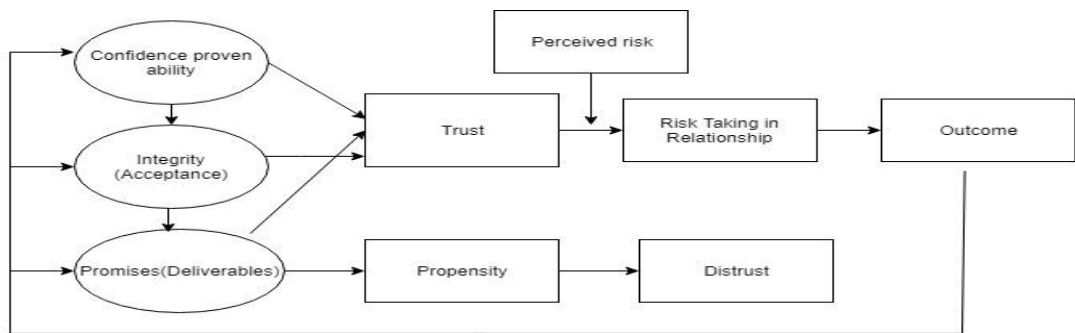 Confidence proven
ability
Perceived risk
Trust
Risk Taking in
Relationship
Outcome
Integrity
(Acceptance)
Promises(Deliverables)
Propensity
Distrust